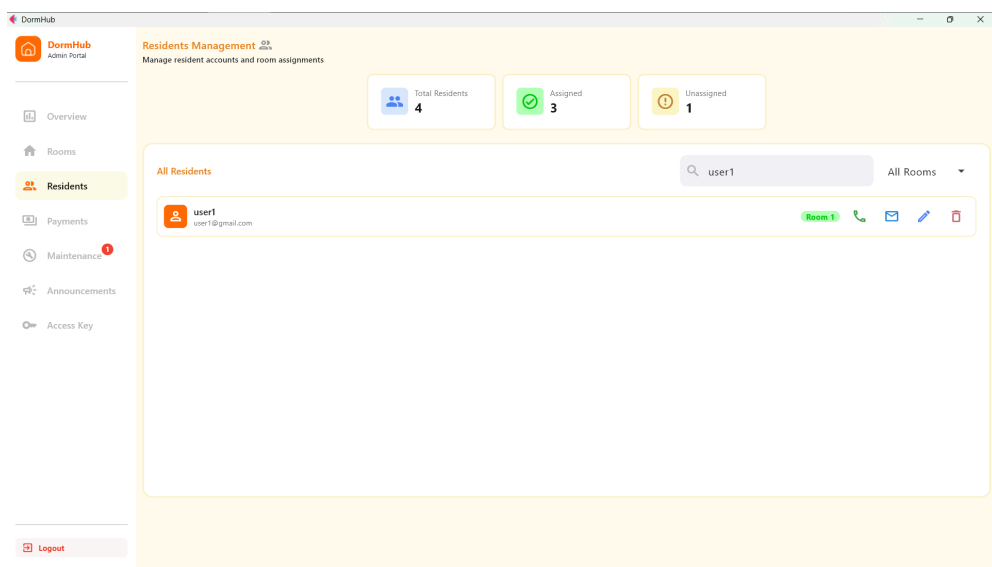 DormHub
DormHub
Admin Portal
Overview
Rooms
Residents
Payments
Maintenance 1
Announcements
Access Key
Logout
Residents Management
Manage resident accounts and room assignments
Total Residents
4
Assigned
3
Unassigned
1
All Residents
user1
All Rooms
user1
user1@gmail.com
Room 1